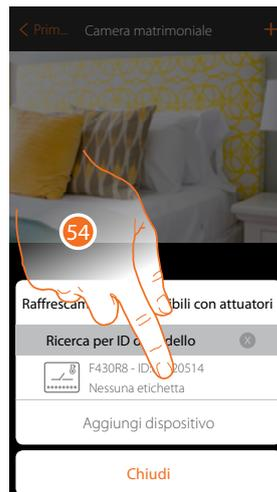 < Prim... Camera matrimoniale +
54
Raffrescam bili con attuatori
Ricerca per ID o dello X
F430R8 - ID: 20514
Nessuna etichetta
Aggiungi dispositivo
Chiudi